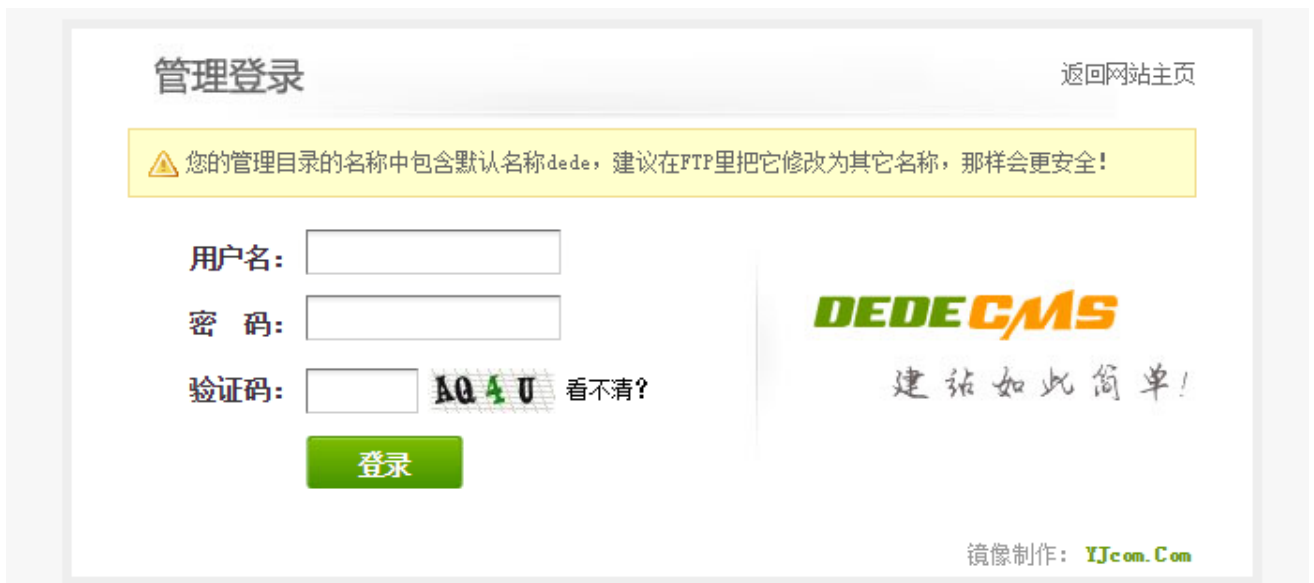 管理登录
返回网站主页
您的管理目录的名称中包含默认名称dede，建议在FTP里把它修改为其它名称，那样会更安全！
用户名：
密 码：
DEDECMS
建站如此简单！
验证码： AQ4U 看不清？
登录
镜像制作： YJcom.Com